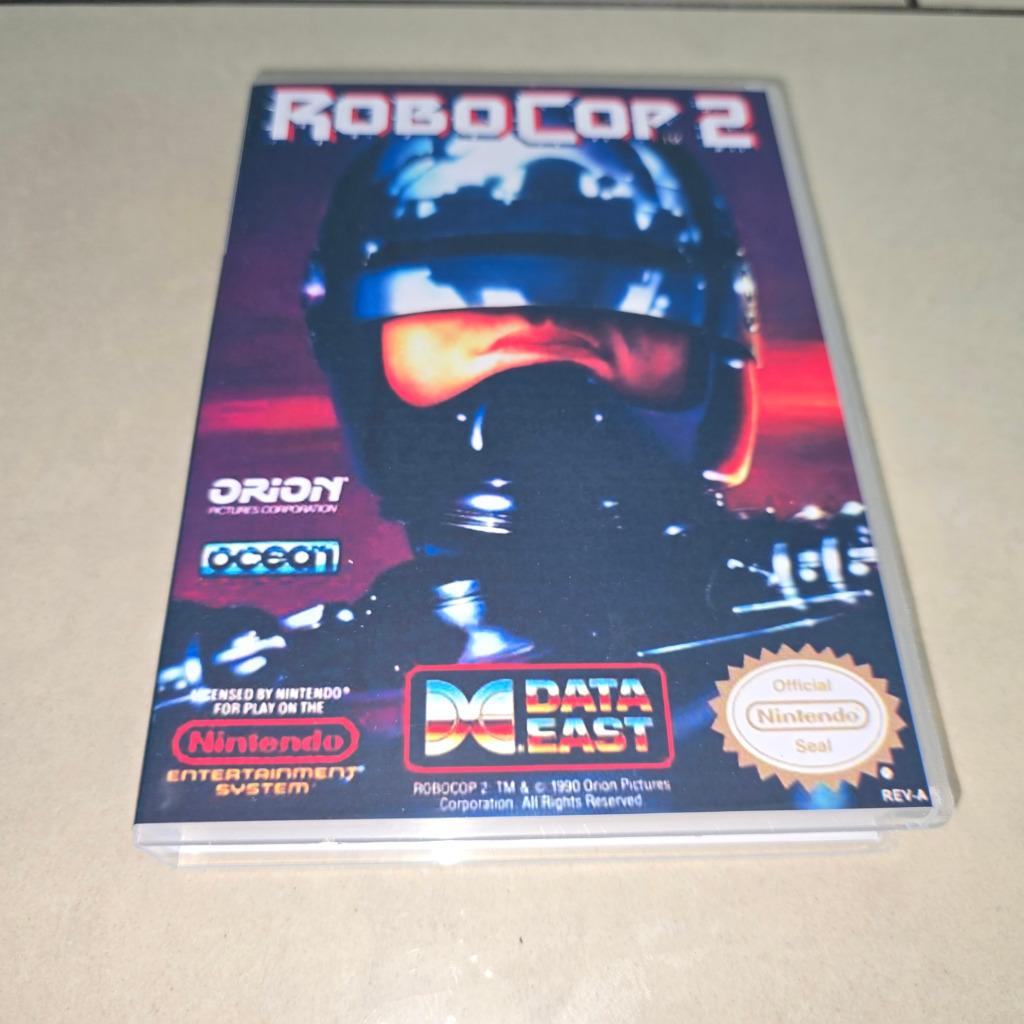 ROBOCOP 2
ORION™
PICTURES CORPORATION
ocean
LICENSED BY NINTENDO®
FOR PLAY ON THE
Nintendo
ENTERTAINMENT
SYSTEM®
DATA
EAST
Official
Nintendo
Seal
ROBOCOP 2: TM & © 1990 Orion Pictures
Corporation. All Rights Reserved.
REV-A